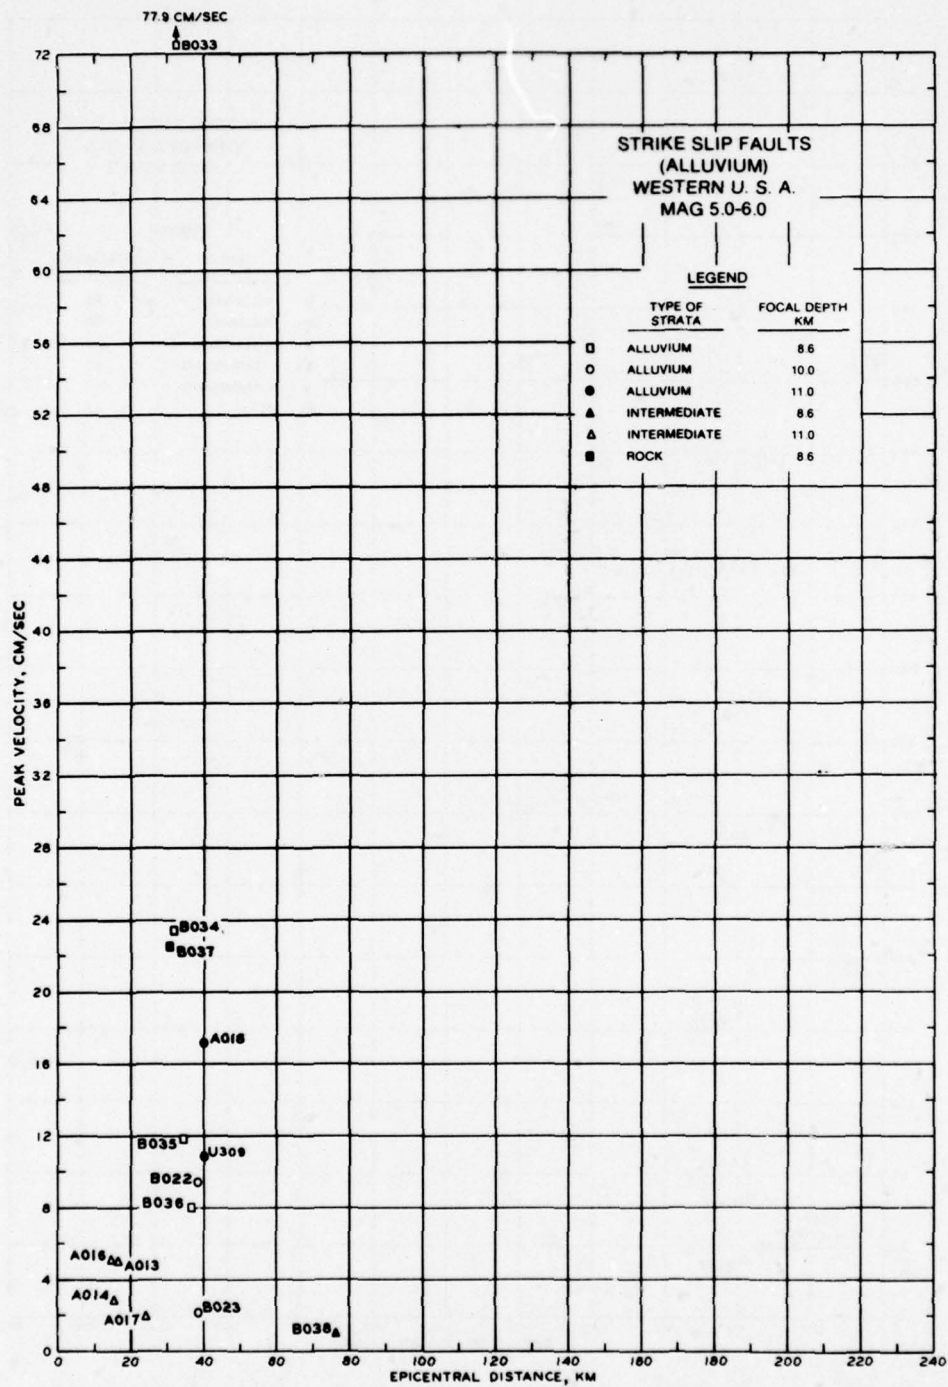 77.9 CM/SEC
B033
72
68
64
60
56
52
48
44
40
36
32
28
24
20
16
12
8
4
0
PEAK VELOCITY, CM/SEC
STRIKE SLIP FAULTS
(ALLUVIUM)
WESTERN U. S. A.
MAG 5.0-6.0
LEGEND
TYPE OF STRATA FOCAL DEPTH KM
ALLUVIUM 8.6
ALLUVIUM 10.0
ALLUVIUM 11.0
INTERMEDIATE 8.6
INTERMEDIATE 11.0
ROCK 8.6
B034
B037
A018
B035
U309
B022
B036
A016
A013
A014
A017
B023
B038
0 20 40 60 80 100 120 140 160 180 200 220 240
EPICENTRAL DISTANCE, KM